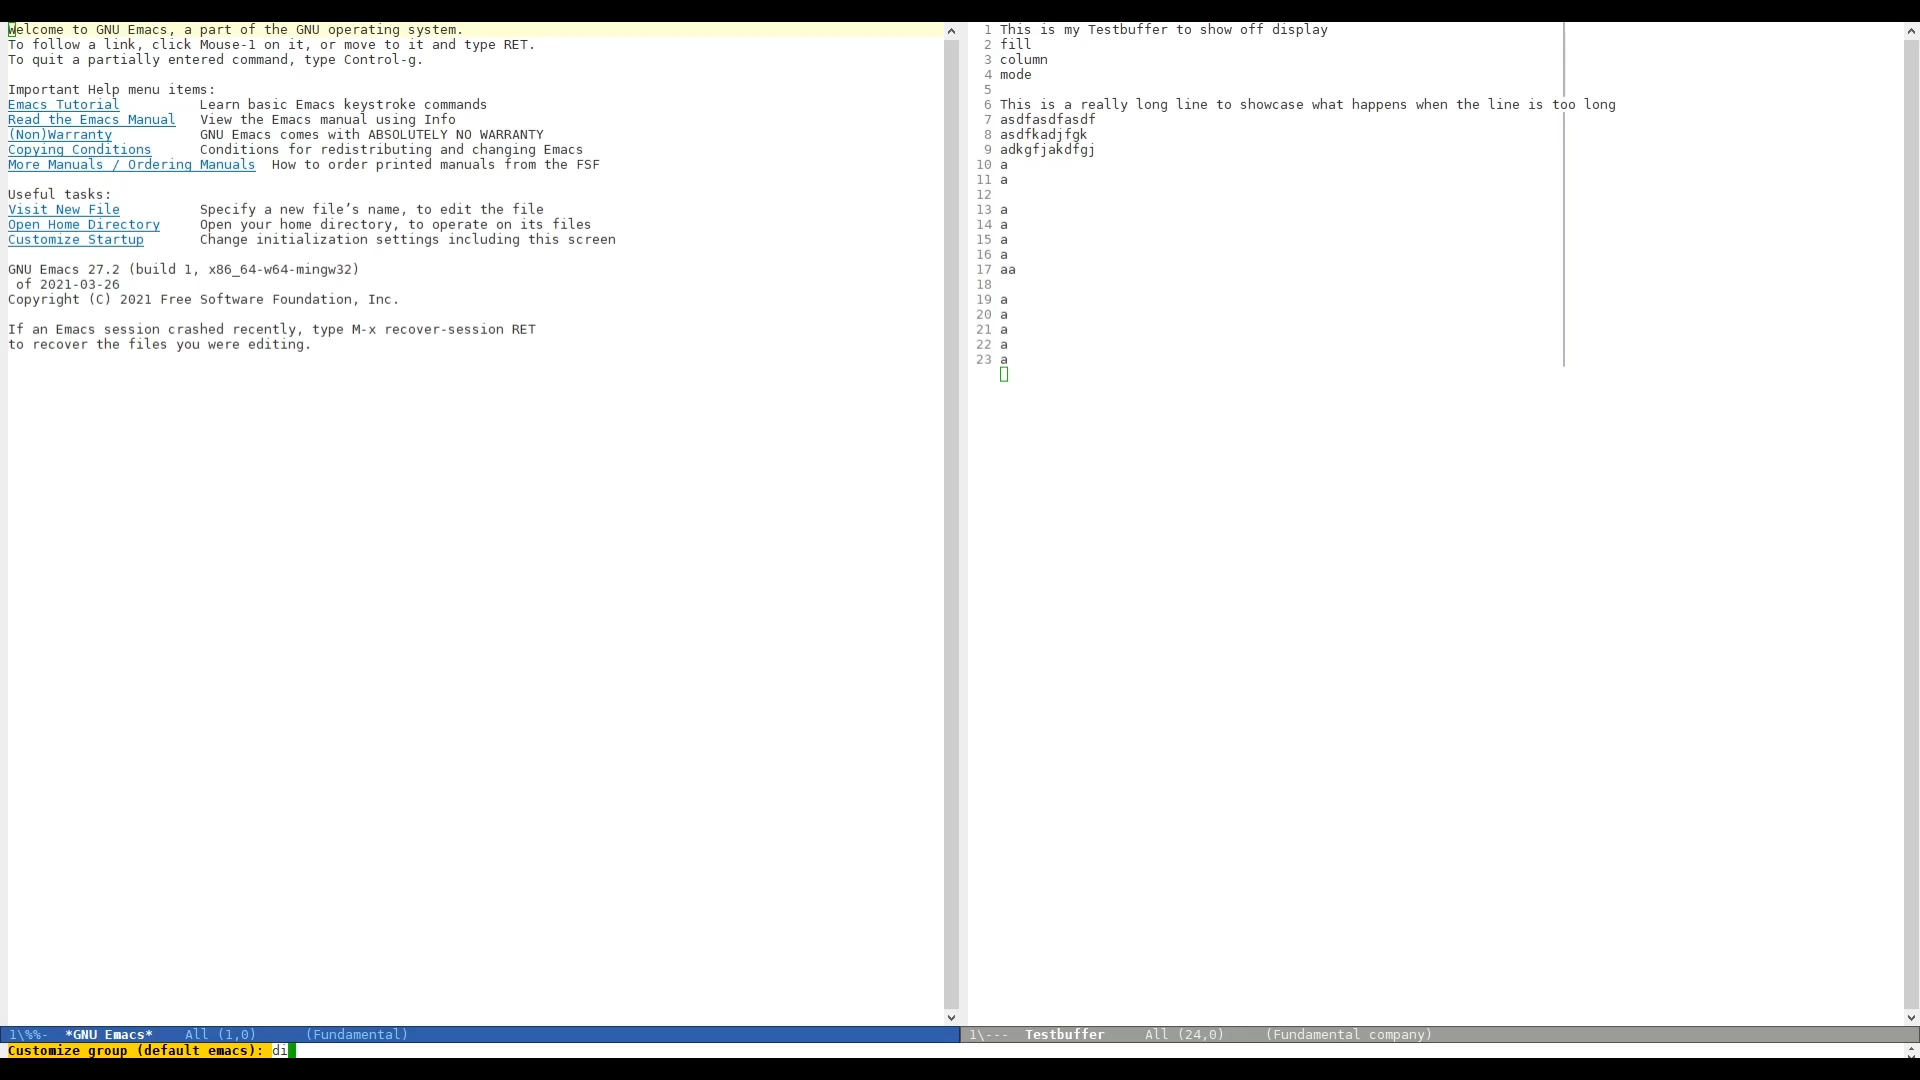 Welcome to GNU Emacs, a part of the GNU operating system.
To follow a link, click Mouse-1 on it, or move to it and type RET.
To quit a partially entered command, type Control-g.
Important Help menu items:
Emacs Tutorial Learn basic Emacs keystroke commands
Read the Emacs Manual View the Emacs manual using Info
(Non)Warranty GNU Emacs comes with ABSOLUTELY NO WARRANTY
Copying Conditions Conditions for redistributing and changing Emacs
More Manuals / Ordering Manuals How to order printed manuals from the FSF
Useful tasks:
Visit New File Specify a new file’s name, to edit the file
Open Home Directory Open your home directory, to operate on its files
Customize Startup Change initialization settings including this screen
GNU Emacs 27.2 (build 1, x86_64-w64-mingw32)
of 2021-03-26
Copyright (C) 2021 Free Software Foundation, Inc.
If an Emacs session crashed recently, type M-x recover-session RET
to recover the files you were editing.
1\%%- *GNU Emacs* All (1,0) (Fundamental)
1 This is my Testbuffer to show off display
2 fill
3 column
4 mode
5
6 This is a really long line to showcase what happens when the line is too long
7 asdfasdfasdf
8 asdfkadjfgk
9 adkgfjakdfgj
10 a
11 a
12
13 a
14 a
15 a
16 a
17 aa
18
19 a
20 a
21 a
22 a
23 a
1\--- Testbuffer All (24,0) (Fundamental company)
Customize group (default emacs): di